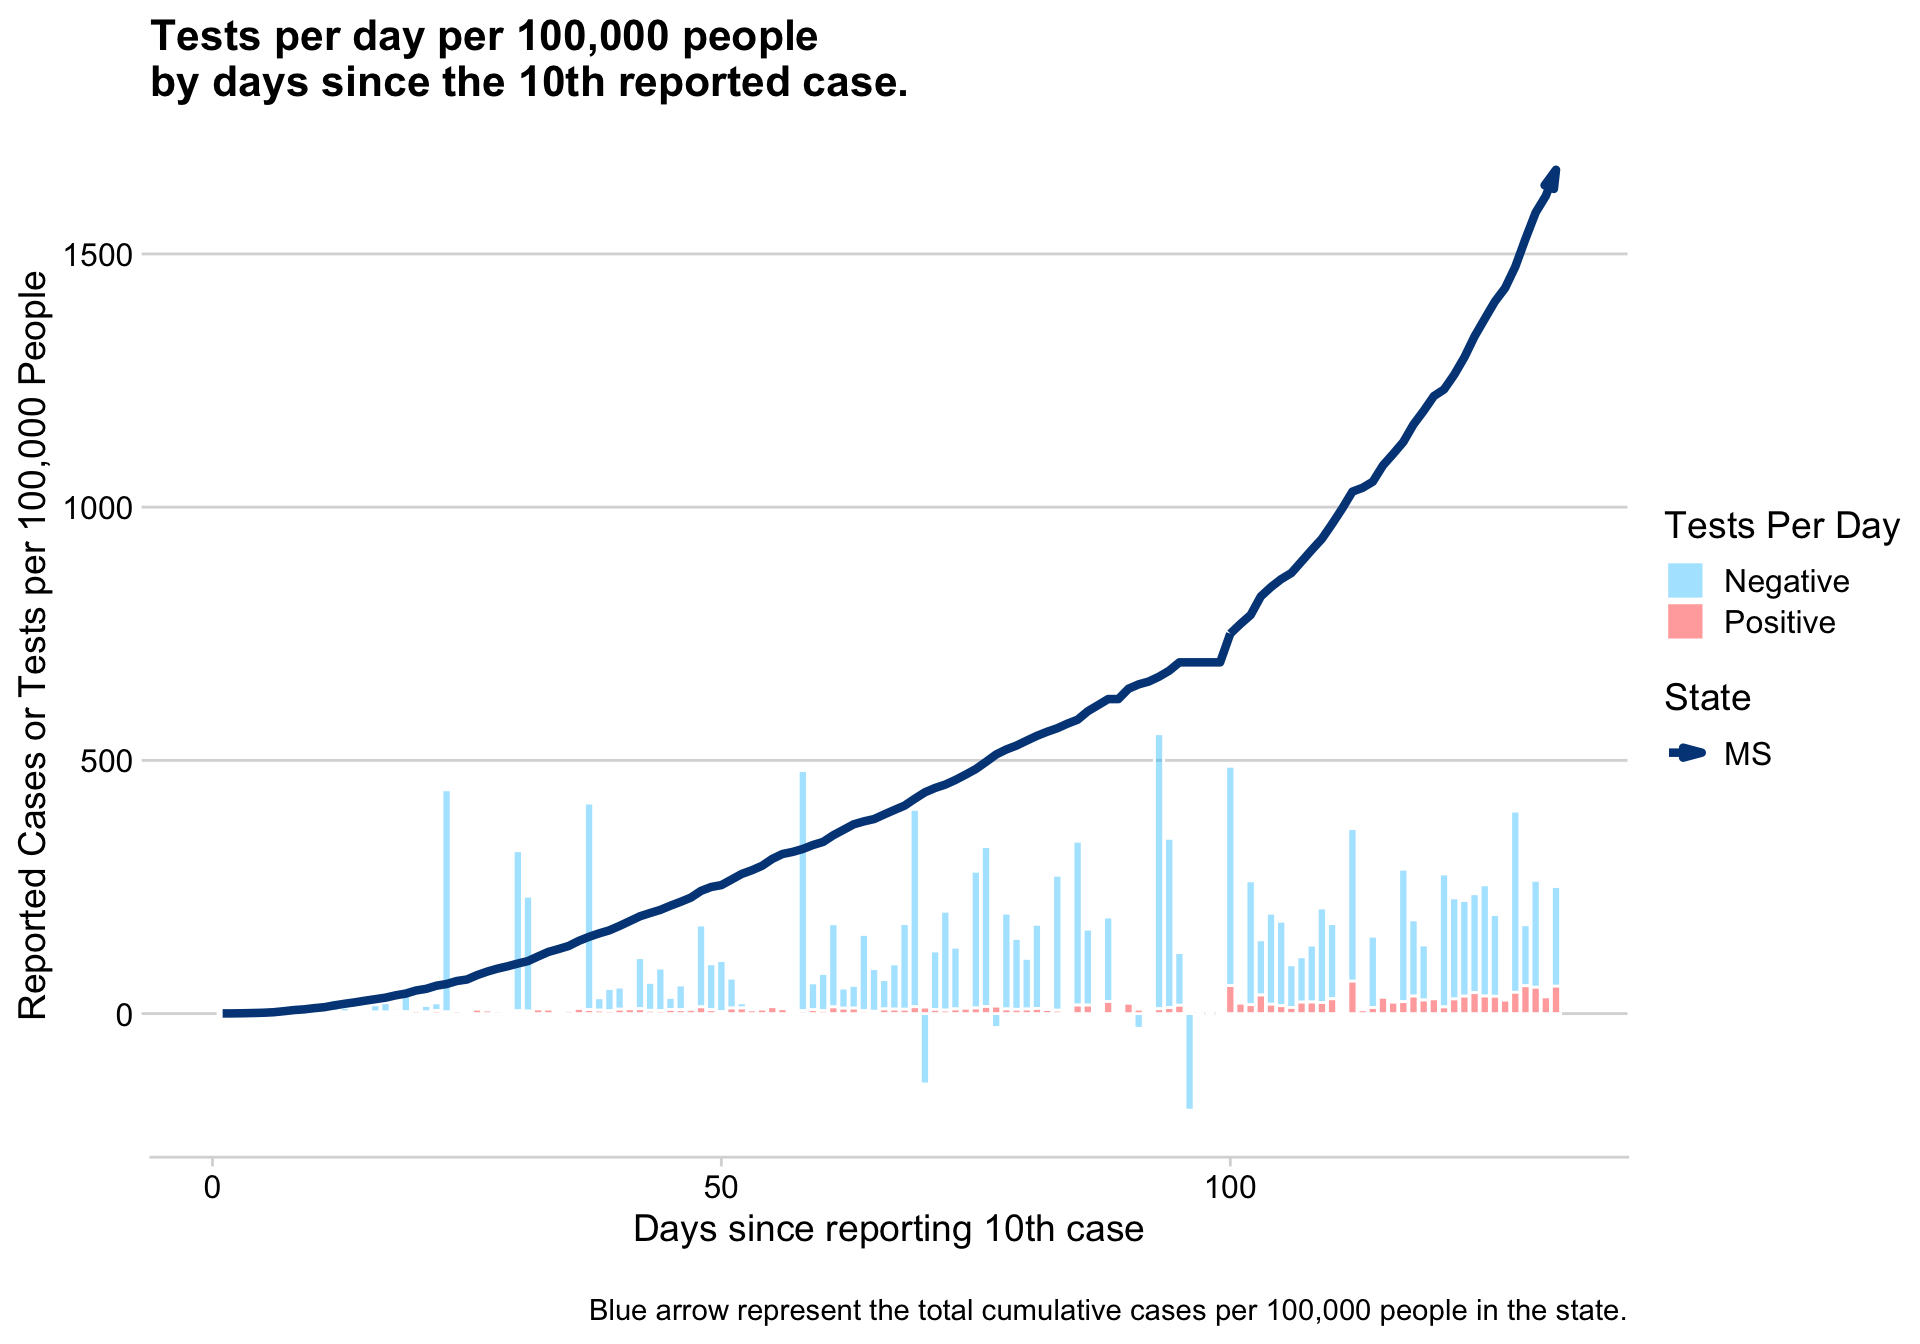 Tests per day per 100,000 people
by days since the 10th reported case.
Reported Cases or Tests per 100,000 People
1500
1000
500
0
0
50
100
Days since reporting 10th case
Tests Per Day
Negative
Positive
State
MS
Blue arrow represent the total cumulative cases per 100,000 people in the state.